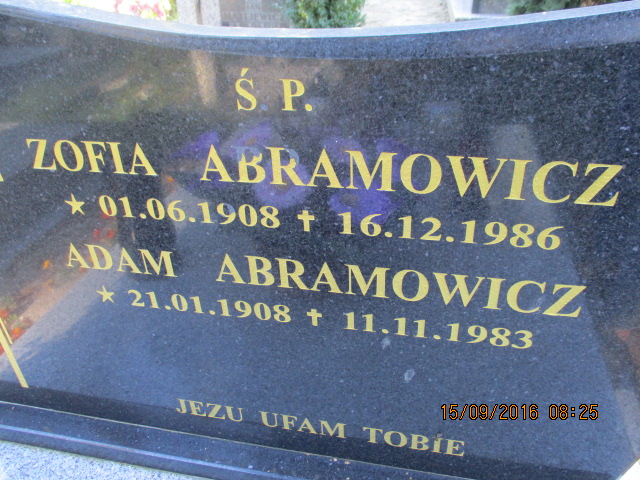 Ś. P.
ZOFIA ABRAMOWICZ
★ 01.06.1908 ✝ 16.12.1986
ADAM ABRAMOWICZ
★ 21.01.1908 ✝ 11.11.1983
JEZU UFAM TOBIE
15/09/2016 08:25